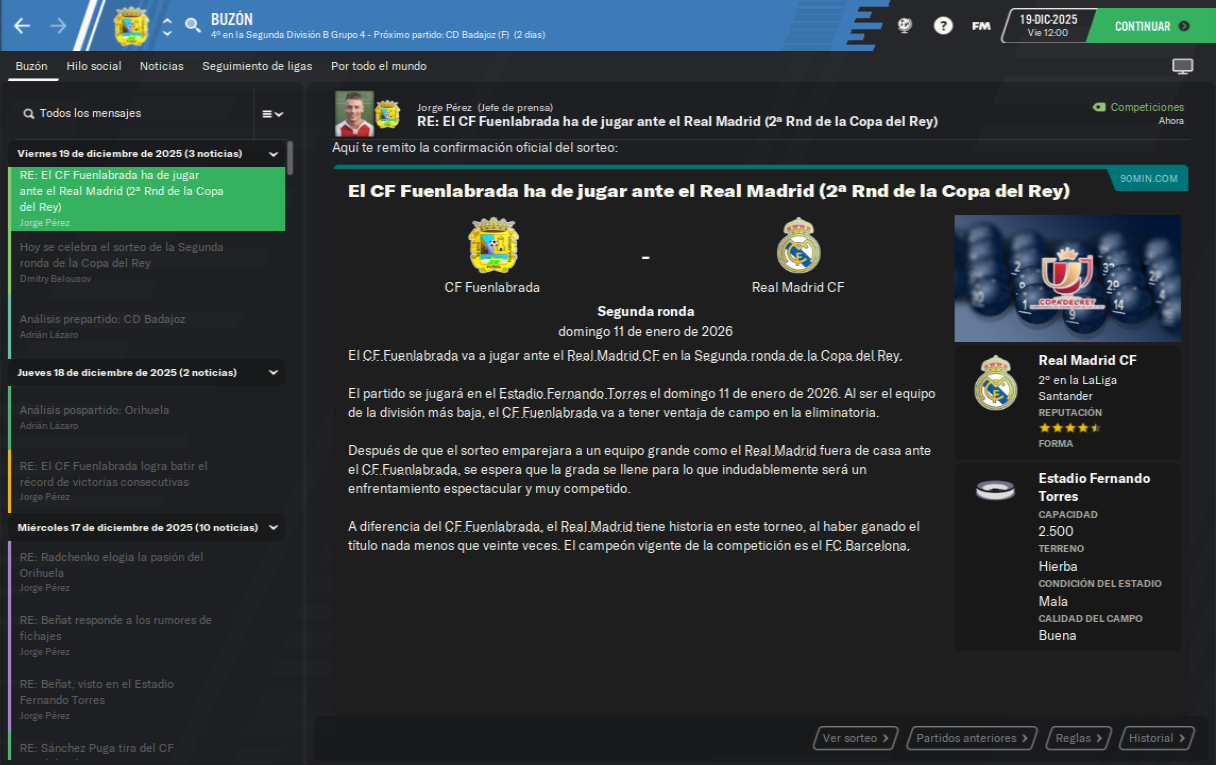 BUZÓN
4º en la Segunda División B Grupo 4 - Próximo partido: CD Badajoz (F) (2 días)
?
FM
19-DIC-2025
Vie 12:00
CONTINUAR
Buzón
Hilo social
Noticias
Seguimiento de ligas
Por todo el mundo
Todos los mensajes
Viernes 19 de diciembre de 2025 (3 noticias)
RE: El CF Fuenlabrada ha de jugar
ante el Real Madrid (2ª Rnd de la Copa
del Rey)
Jorge Pérez
Hoy se celebra el sorteo de la Segunda
ronda de la Copa del Rey
Dmitry Belousov
Análisis prepartido: CD Badajoz
Adrián Lázaro
Jueves 18 de diciembre de 2025 (2 noticias)
Análisis pospartido: Orihuela
Adrián Lázaro
RE: El CF Fuenlabrada logra batir el
récord de victorias consecutivas
Jorge Pérez
Miércoles 17 de diciembre de 2025 (10 noticias)
RE: Radchenko elogia la pasión del
Orihuela
Jorge Pérez
RE: Beñat responde a los rumores de
fichajes
Jorge Pérez
RE: Beñat, visto en el Estadio
Fernando Torres
Jorge Pérez
RE: Sánchez Puga tira del CF
Jorge Pérez (Jefe de prensa)
RE: El CF Fuenlabrada ha de jugar ante el Real Madrid (2ª Rnd de la Copa del Rey)
Competiciones
Ahora
Aquí te remito la confirmación oficial del sorteo:
90MIN.COM
El CF Fuenlabrada ha de jugar ante el Real Madrid (2ª Rnd de la Copa del Rey)
-
CF Fuenlabrada
Real Madrid CF
Segunda ronda
domingo 11 de enero de 2026
El CF Fuenlabrada va a jugar ante el Real Madrid CF en la Segunda ronda de la Copa del Rey.
El partido se jugará en el Estadio Fernando Torres el domingo 11 de enero de 2026. Al ser el equipo
de la división más baja, el CF Fuenlabrada va a tener ventaja de campo en la eliminatoria.
Después de que el sorteo emparejara a un equipo grande como el Real Madrid fuera de casa ante
el CF Fuenlabrada, se espera que la grada se llene para lo que indudablemente será un
enfrentamiento espectacular y muy competido.
A diferencia del CF Fuenlabrada, el Real Madrid tiene historia en este torneo, al haber ganado el
título nada menos que veinte veces. El campeón vigente de la competición es el FC Barcelona.
COPA DEL REY
9
14
Real Madrid CF
2º en la LaLiga
Santander
REPUTACIÓN
FORMA
Estadio Fernando
Torres
CAPACIDAD
2.500
TERRENO
Hierba
CONDICIÓN DEL ESTADIO
Mala
CALIDAD DEL CAMPO
Buena
Ver sorteo
Partidos anteriores
Reglas
Historial